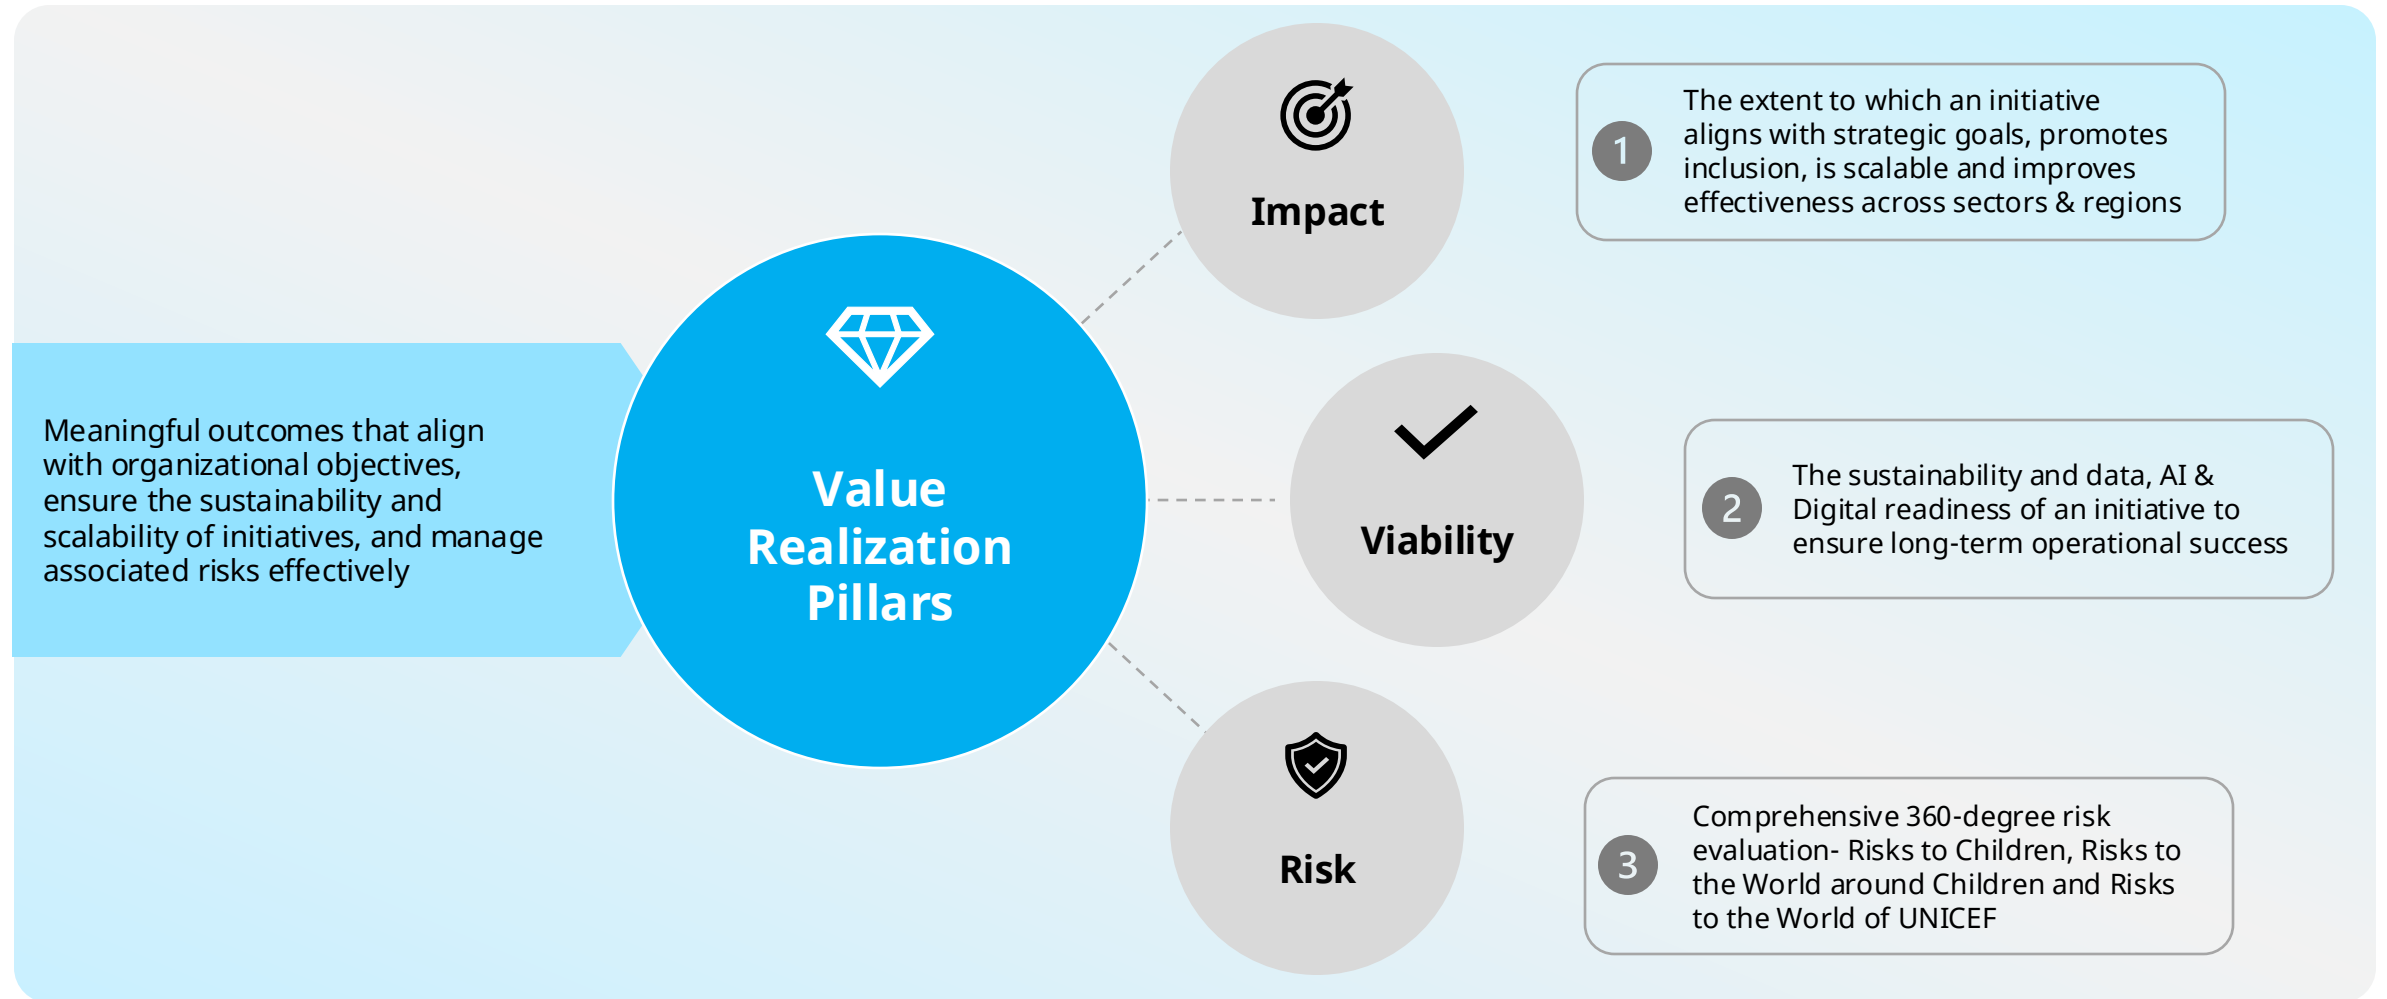 Meaningful outcomes that align
with organizational objectives,
ensure the sustainability and
scalability of initiatives, and manage
associated risks effectively
Value
Realization
Pillars
Impact
1
The extent to which an initiative
aligns with strategic goals, promotes
inclusion, is scalable and improves
effectiveness across sectors & regions
Viability
2
The sustainability and data, AI &
Digital readiness of an initiative to
ensure long-term operational success
Risk
3
Comprehensive 360-degree risk
evaluation- Risks to Children, Risks to
the World around Children and Risks
to the World of UNICEF